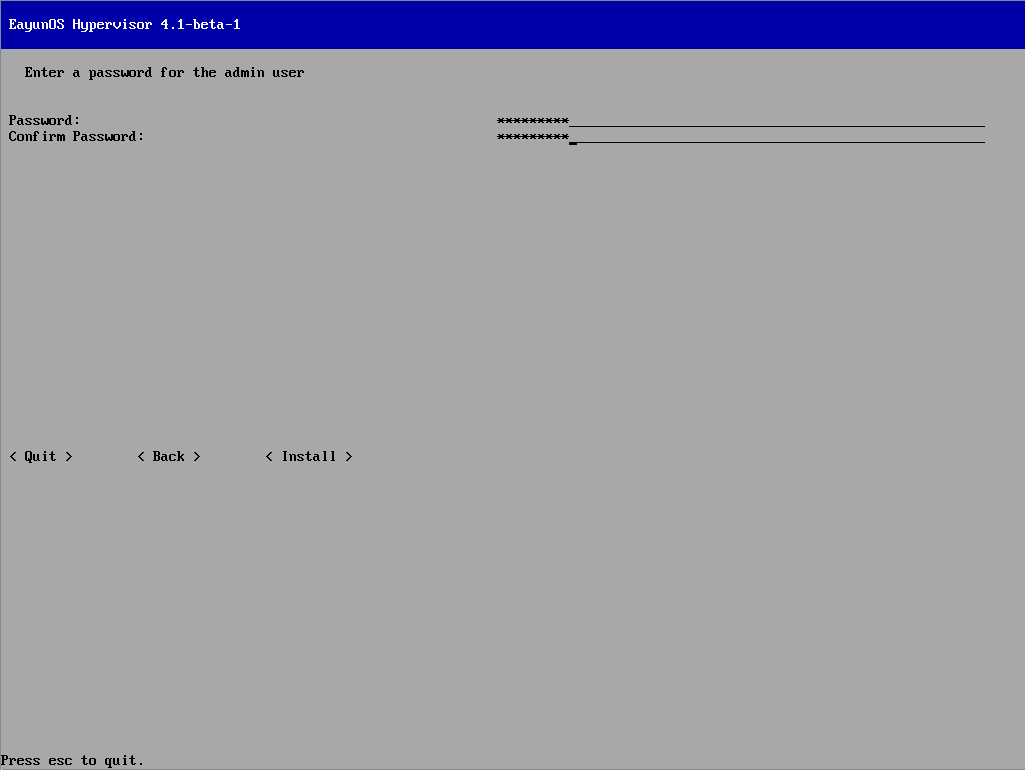 EayunOS Hypervisor 4.1-beta-1
Enter a password for the admin user
Password: *********
Confirm Password: *********
< Quit > < Back > < Install >
Press esc to quit.